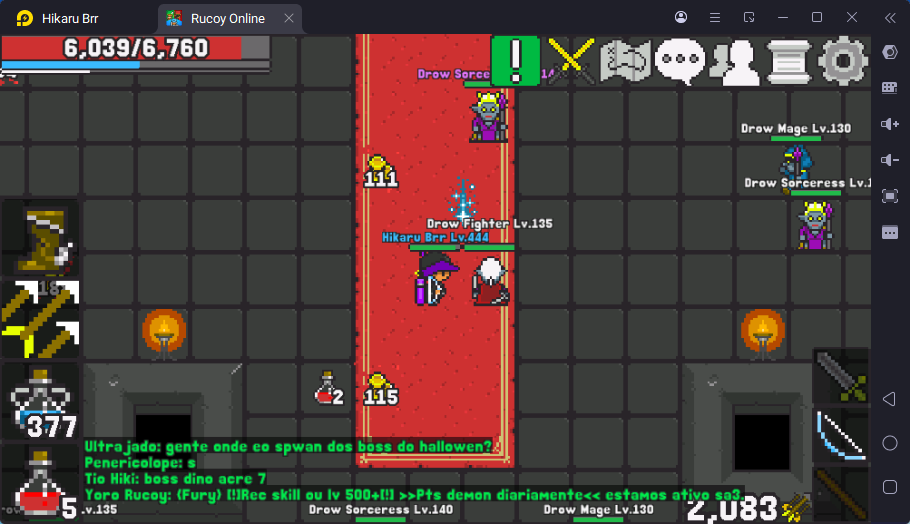 Hikaru Brr
Rucoy Online
6,039/6,760
Drow Sorce
Drow Mage Lv.130
111
Drow Sorceress Lv.1
Drow Fighter Lv.135
Hikaru Brr Lv.444
18
2
115
377
Ultra jado: gente onde eo spwan dos boss do hallowen?
Penericolope: s
Tio Hiki: boss dino acre 7
Yoro Rucoy: (Fury) [!]Rec skill ou lv 500+[!] >>Pts demon diariamente<< estamos ativo sa3.
5
.v.135
Drow Sorceress Lv.140
Drow Mage Lv.130
2,083